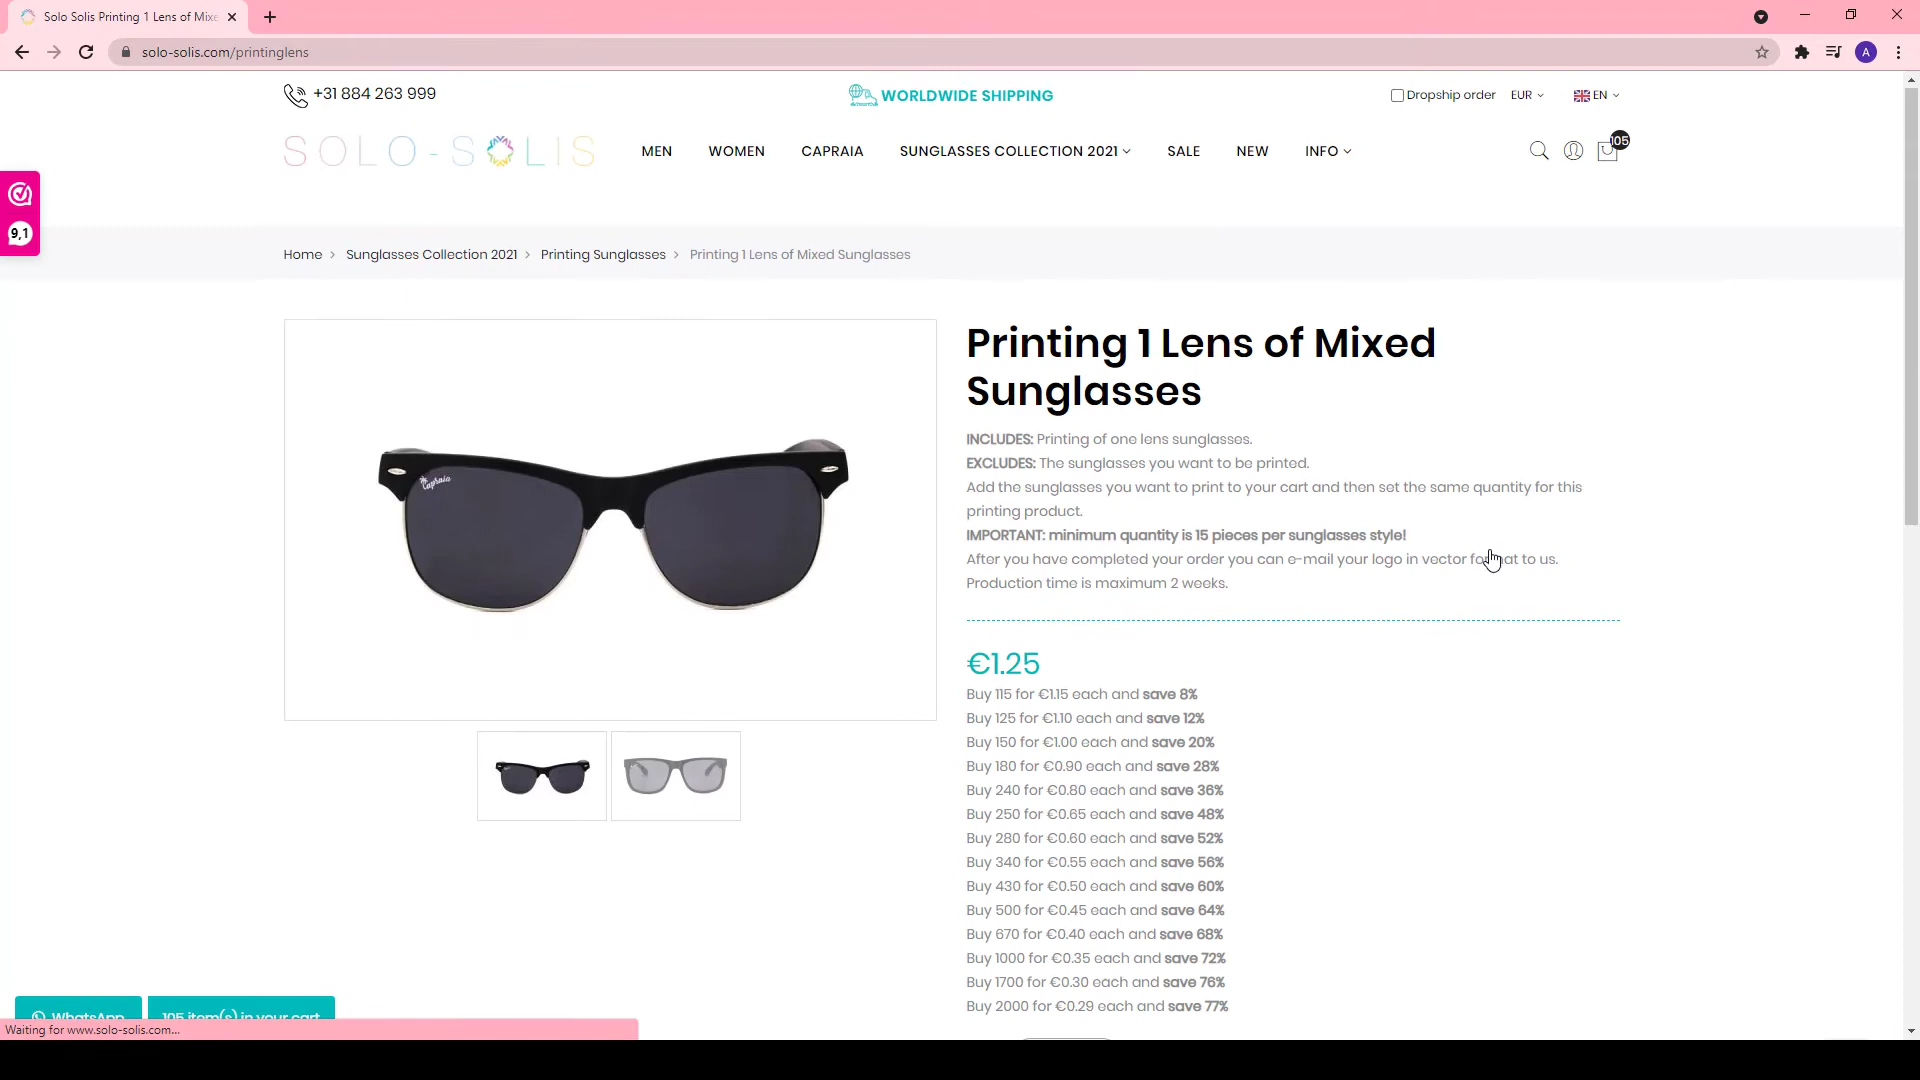 Solo Solis Printing 1 Lens of Mixe
solo-solis.com/printinglens
A
+31 884 263 999
WORLDWIDE SHIPPING
Dropship order EUR EN
SOLO-SOLIS
MEN WOMEN CAPRAIA SUNGLASSES COLLECTION 2021 SALE NEW INFO
105
9,1
Home > Sunglasses Collection 2021 > Printing Sunglasses > Printing 1 Lens of Mixed Sunglasses
Capraia
Printing 1 Lens of Mixed
Sunglasses
INCLUDES: Printing of one lens sunglasses.
EXCLUDES: The sunglasses you want to be printed.
Add the sunglasses you want to print to your cart and then set the same quantity for this
printing product.
IMPORTANT: minimum quantity is 15 pieces per sunglasses style!
After you have completed your order you can e-mail your logo in vector format to us.
Production time is maximum 2 weeks.
€1.25
Buy 115 for €1.15 each and save 8%
Buy 125 for €1.10 each and save 12%
Buy 150 for €1.00 each and save 20%
Buy 180 for €0.90 each and save 28%
Buy 240 for €0.80 each and save 36%
Buy 250 for €0.65 each and save 48%
Buy 280 for €0.60 each and save 52%
Buy 340 for €0.55 each and save 56%
Buy 430 for €0.50 each and save 60%
Buy 500 for €0.45 each and save 64%
Buy 670 for €0.40 each and save 68%
Buy 1000 for €0.35 each and save 72%
Buy 1700 for €0.30 each and save 76%
Buy 2000 for €0.29 each and save 77%
WhatsApp 105 item(s) in your cart
Waiting for www.solo-solis.com...